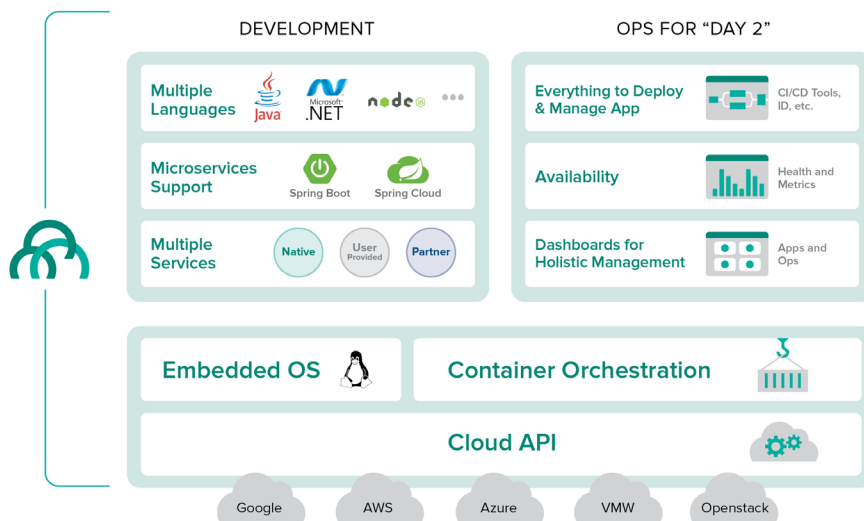 DEVELOPMENT
Multiple
Languages
Java
Microsoft
.NET
node
JS
Microservices
Support
Spring Boot
Spring Cloud
Multiple
Services
Native
User
Provided
Partner
OPS FOR “DAY 2”
Everything to Deploy
& Manage App
CI/CD Tools,
ID, etc.
Availability
Health and
Metrics
Dashboards for
Holistic Management
Apps and
Ops
Embedded OS
Container Orchestration
Cloud API
Google
AWS
Azure
VMW
Openstack